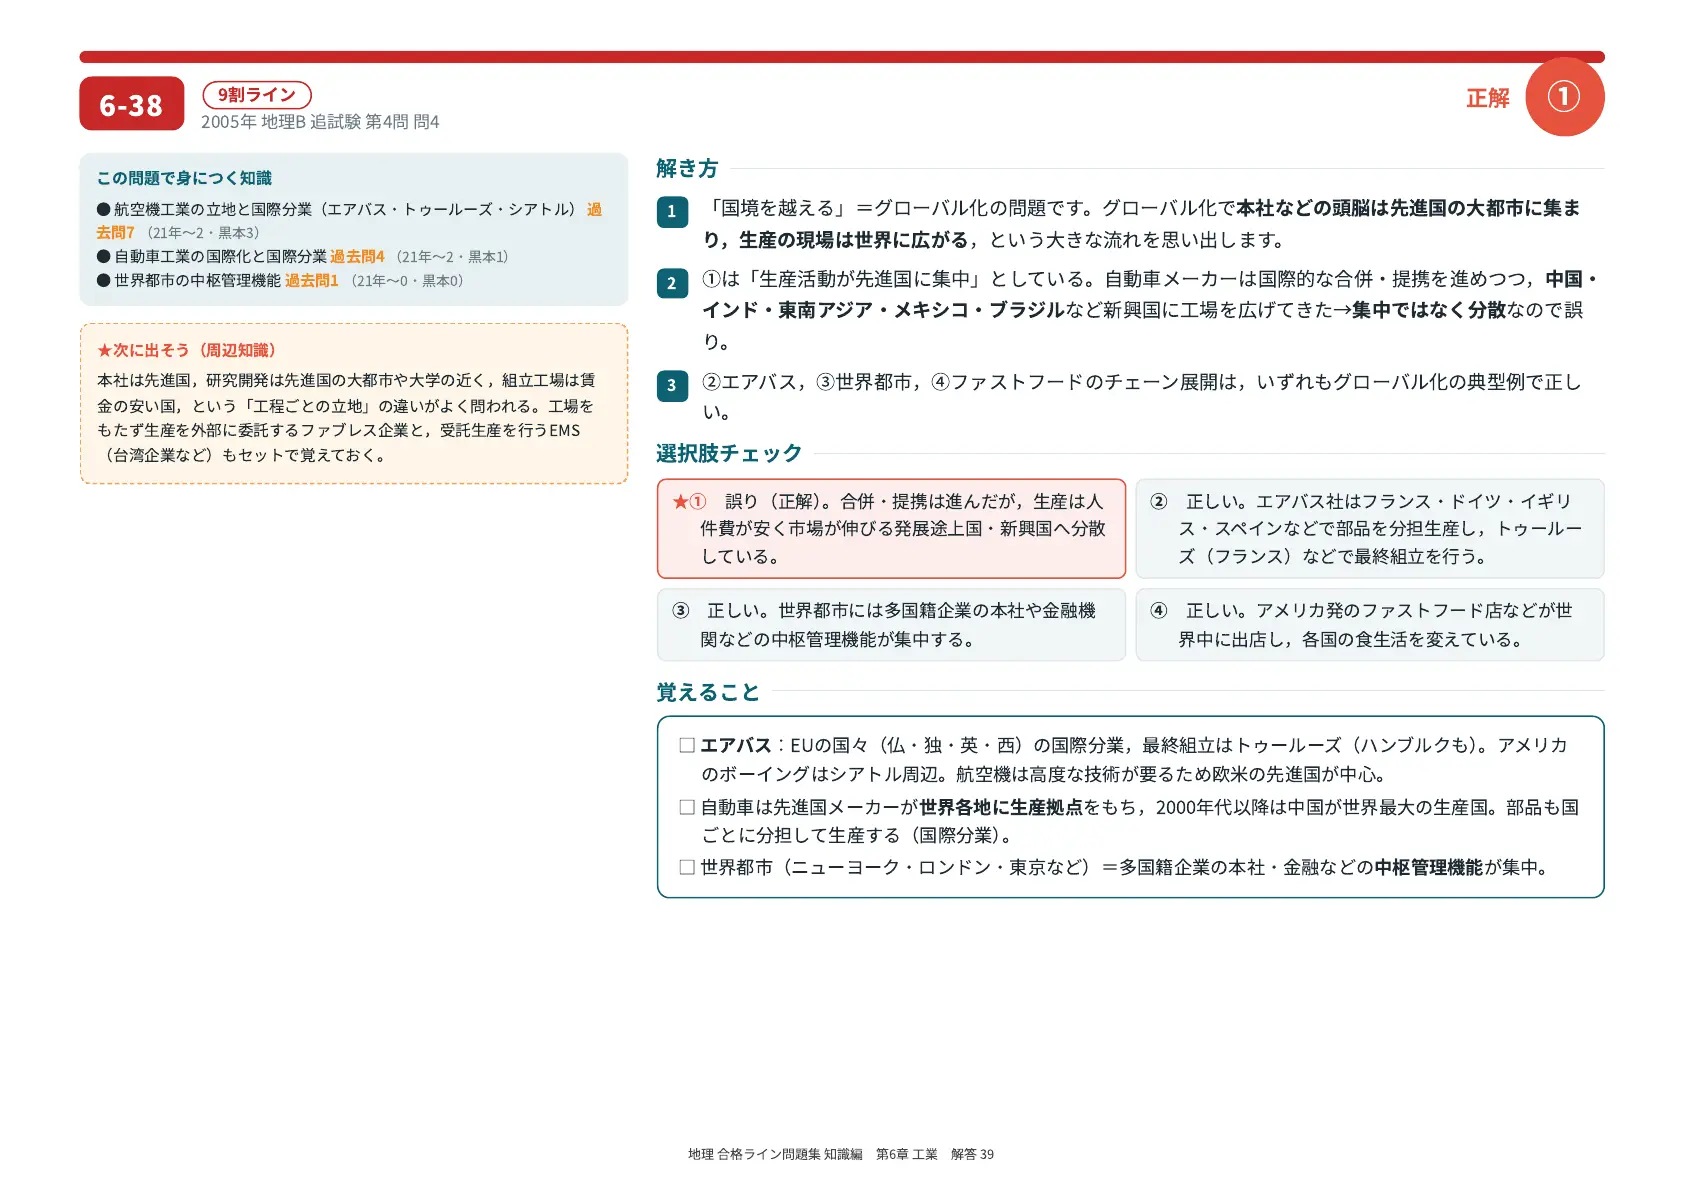 6-38
9割ライン
2005年 地理B 追試験 第4問 問4
正解
①
この問題で身につく知識
● 航空機工業の立地と国際分業（エアバス・トゥールーズ・シアトル） 過
去問7 （21年〜2・黒本3）
● 自動車工業の国際化と国際分業 過去問4 （21年〜2・黒本1）
● 世界都市の中枢管理機能 過去問1 （21年〜0・黒本0）
★次に出そう（周辺知識）
本社は先進国，研究開発は先進国の大都市や大学の近く，組立工場は賃
金の安い国，という「工程ごとの立地」の違いがよく問われる。工場を
もたず生産を外部に委託するファブレス企業と，受託生産を行うEMS
（台湾企業など）もセットで覚えておく。
解き方
1 「国境を越える」＝グローバル化の問題です。グローバル化で本社などの頭脳は先進国の大都市に集ま
り，生産の現場は世界に広がる，という大きな流れを思い出します。
2 ①は「生産活動が先進国に集中」としている。自動車メーカーは国際的な合併・提携を進めつつ，中国・
インド・東南アジア・メキシコ・ブラジルなど新興国に工場を広げてきた→集中ではなく分散なので誤
り。
3 ②エアバス，③世界都市，④ファストフードのチェーン展開は，いずれもグローバル化の典型例で正し
い。
選択肢チェック
★① 誤り（正解）。合併・提携は進んだが，生産は人
件費が安く市場が伸びる発展途上国・新興国へ分散
している。
② 正しい。エアバス社はフランス・ドイツ・イギリ
ス・スペインなどで部品を分担生産し，トゥールー
ズ（フランス）などで最終組立を行う。
③ 正しい。世界都市には多国籍企業の本社や金融機
関などの中枢管理機能が集中する。
④ 正しい。アメリカ発のファストフード店などが世
界中に出店し，各国の食生活を変えている。
覚えること
□ エアバス：EUの国々（仏・独・英・西）の国際分業，最終組立はトゥールーズ（ハンブルクも）。アメリカ
のボーイングはシアトル周辺。航空機は高度な技術が要るため欧米の先進国が中心。
□ 自動車は先進国メーカーが世界各地に生産拠点をもち，2000年代以降は中国が世界最大の生産国。部品も国
ごとに分担して生産する（国際分業）。
□ 世界都市（ニューヨーク・ロンドン・東京など）＝多国籍企業の本社・金融などの中枢管理機能が集中。
地理 合格ライン問題集 知識編 第6章 工業 解答 39